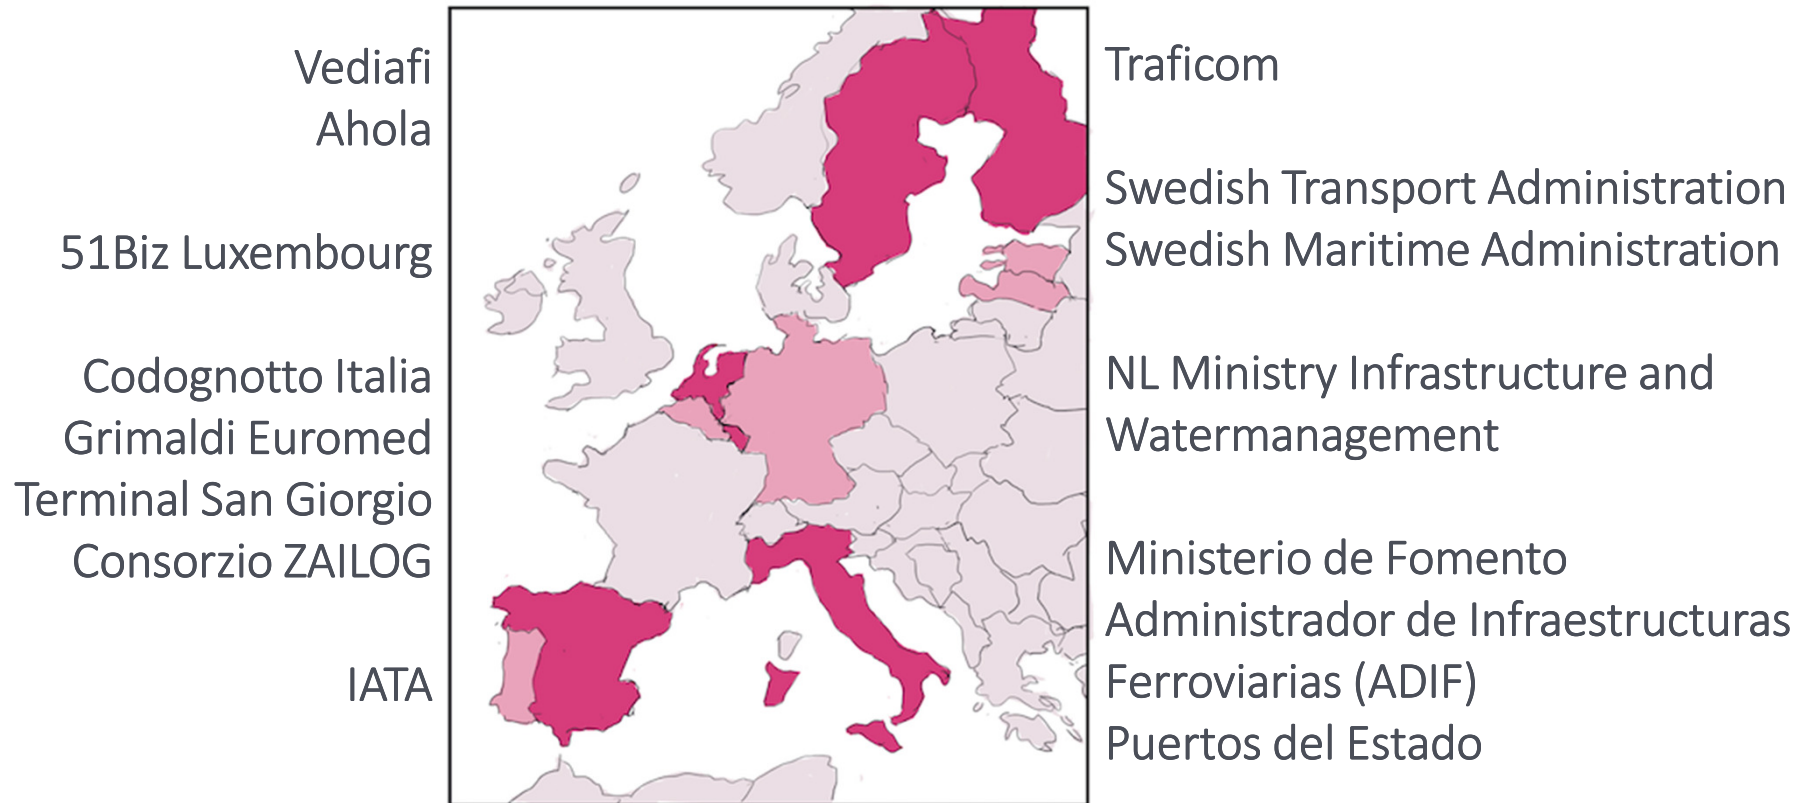 Vediafi
Ahola
51Biz Luxembourg
Codognotto Italia
Grimaldi Euromed
Terminal San Giorgio
Consorzio ZAILOG
IATA
Traficom
Swedish Transport Administration
Swedish Maritime Administration
NL Ministry Infrastructure and
Watermanagement
Ministerio de Fomento
Administrador de Infraestructuras
Ferroviarias (ADIF)
Puertos del Estado